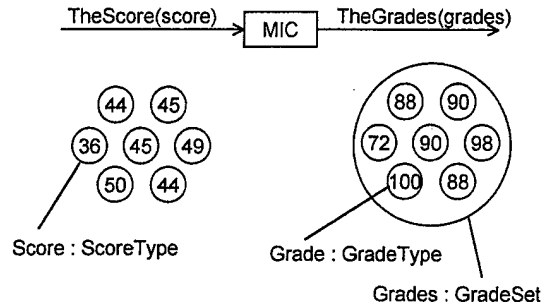 TheScore(score)
MIC
TheGrades(grades)
44 45
36 45 49
50 44
88 90
72 90 98
100 88
Score : ScoreType
Grade : GradeType
Grades : GradeSet